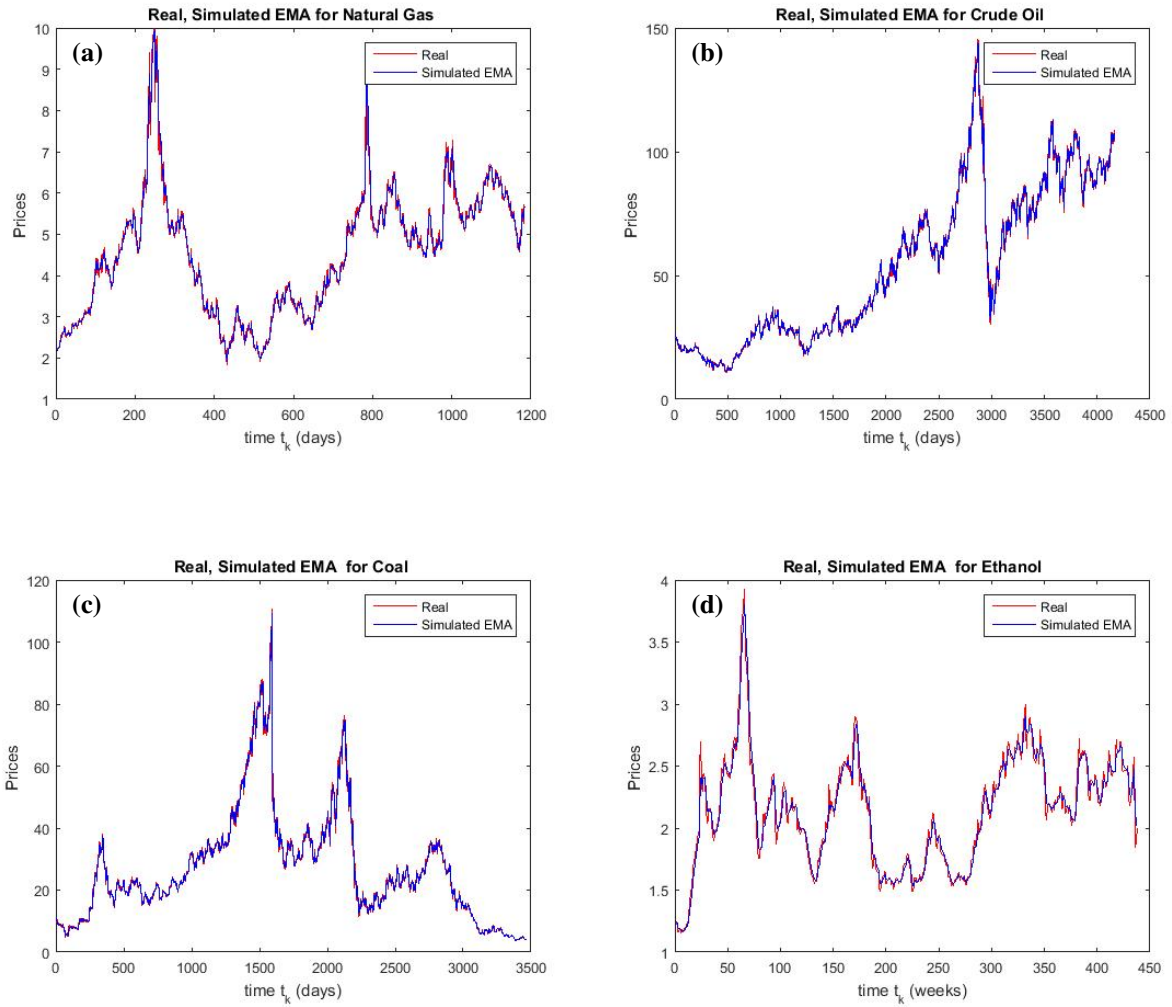 Real, Simulated EMA for Natural Gas
(a)
Real
Simulated EMA
10
9
8
7
6
5
4
3
2
1
Prices
0 200 400 600 800 1000 1200
time t_k (days)
Real, Simulated EMA for Crude Oil
(b)
Real
Simulated EMA
150
100
50
0
Prices
0 500 1000 1500 2000 2500 3000 3500 4000 4500
time t_k (days)
Real, Simulated EMA for Coal
(c)
Real
Simulated EMA
120
100
80
60
40
20
0
Prices
0 500 1000 1500 2000 2500 3000 3500
time t_k (days)
Real, Simulated EMA for Ethanol
(d)
Real
Simulated EMA
4
3.5
3
2.5
2
1.5
1
Prices
0 50 100 150 200 250 300 350 400 450
time t_k (weeks)